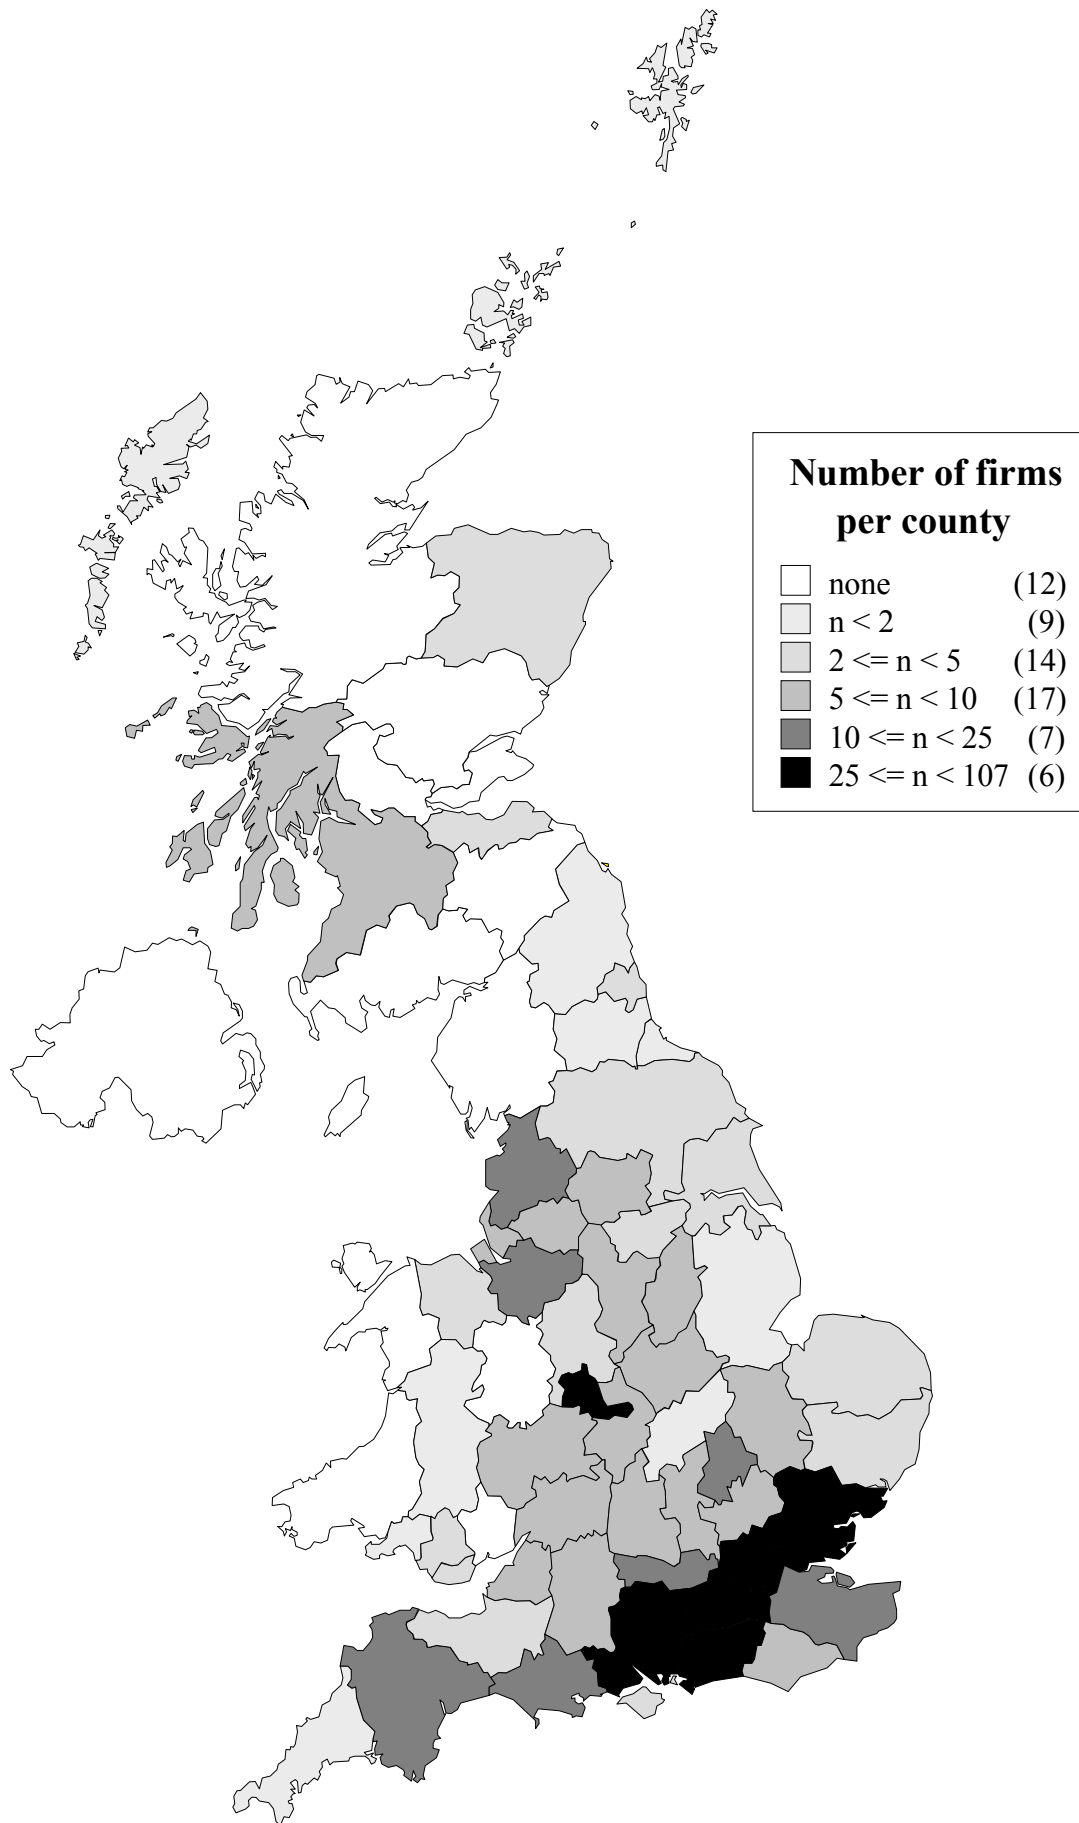 Number of firms
per county
none (12)
n < 2 (9)
2 <= n < 5 (14)
5 <= n < 10 (17)
10 <= n < 25 (7)
25 <= n < 107 (6)